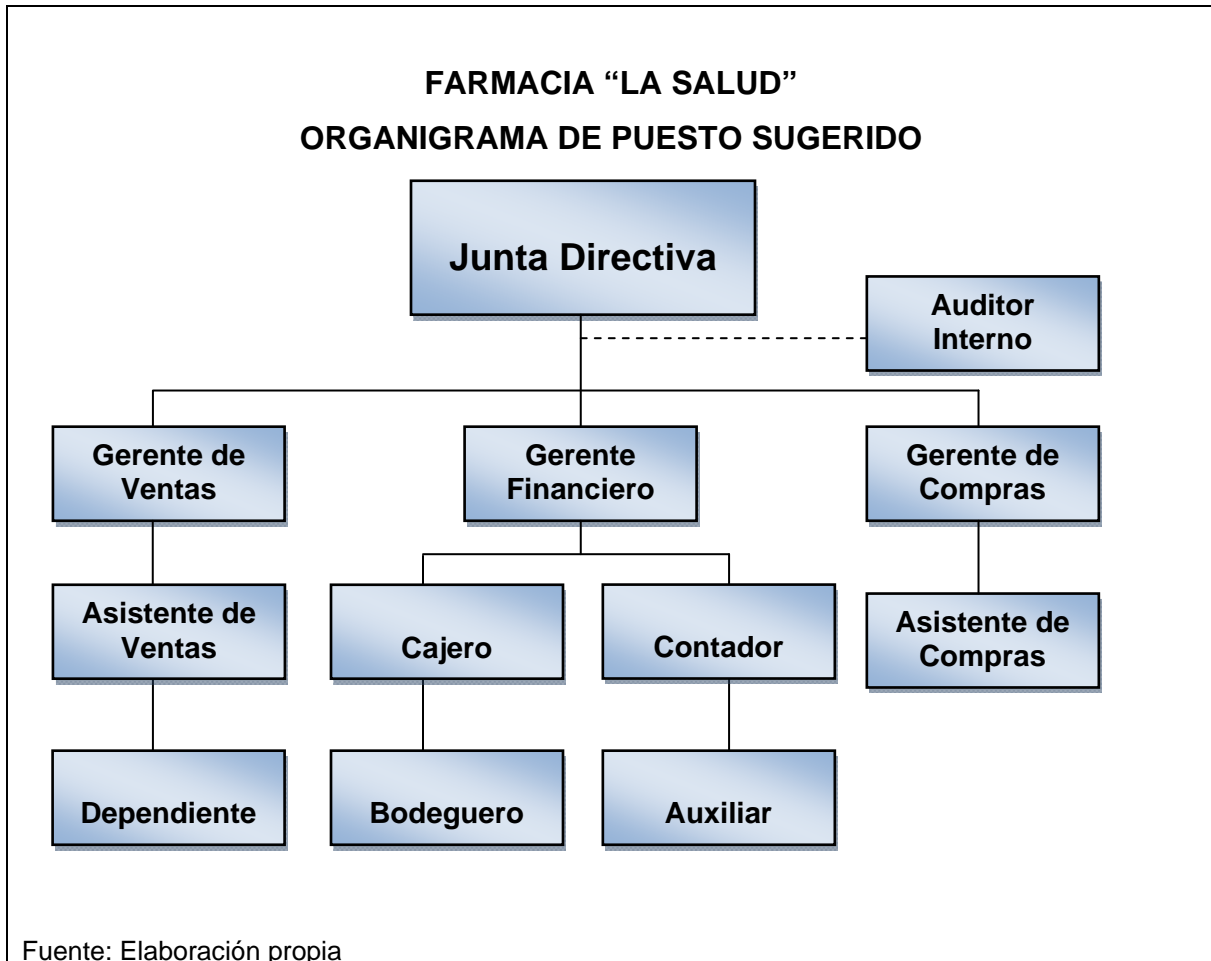 FARMACIA “LA SALUD”
ORGANIGRAMA DE PUESTO SUGERIDO
Junta Directiva
Auditor
Interno
Gerente de
Ventas
Gerente
Financiero
Gerente de
Compras
Asistente de
Ventas
Cajero
Contador
Asistente de
Compras
Dependiente
Bodeguero
Auxiliar
Fuente: Elaboración propia